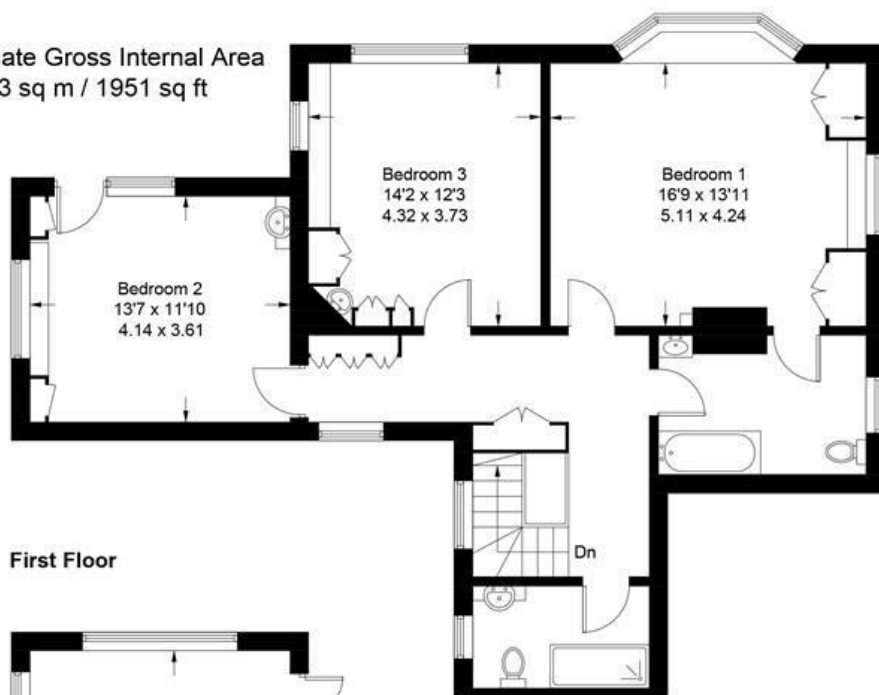 ate Gross Internal Area
3 sq m / 1951 sq ft
Bedroom 3
14'2 x 12'3
4.32 x 3.73
Bedroom 1
16'9 x 13'11
5.11 x 4.24
Bedroom 2
13'7 x 11'10
4.14 x 3.61
First Floor
Dn